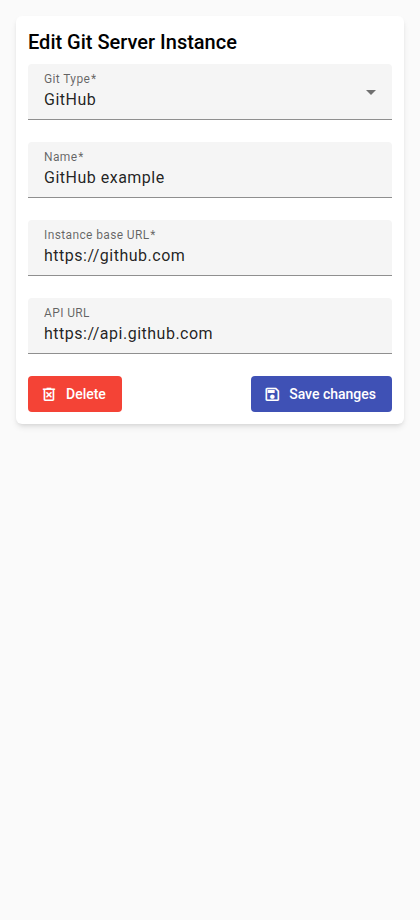 Edit Git Server Instance
Git Type*
GitHub
Name*
GitHub example
Instance base URL*
https://github.com
API URL
https://api.github.com
Delete
Save changes